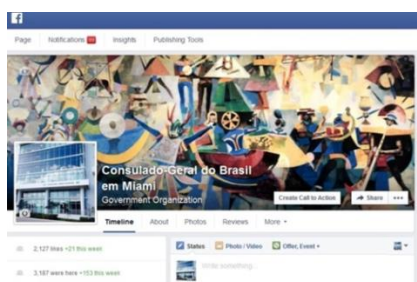 f
Page Notifications Insights Publishing Tools
Consulado-Geral do Brasil
em Miami
Government Organization
Create Call to Action Share
Timeline About Photos Reviews More
2,127 likes +21 this week
Status Photo / Video Offer, Event +
3,187 were here +153 this week
Write something...